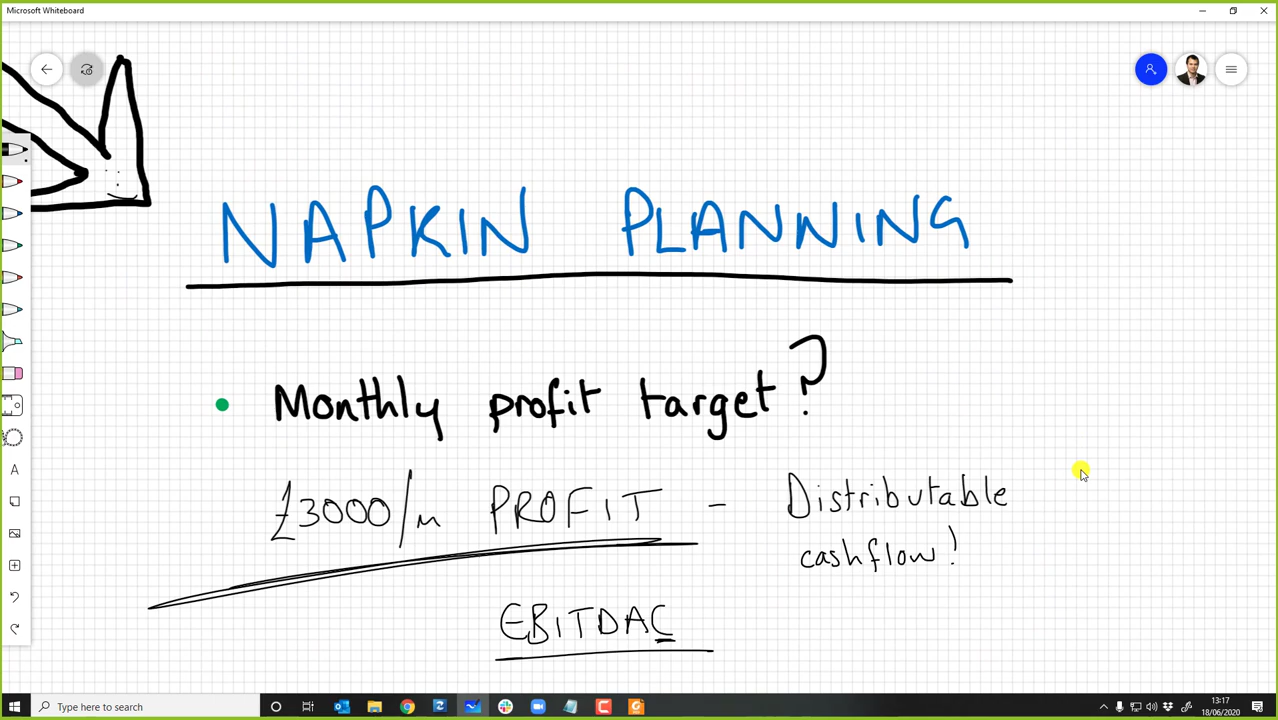 Microsoft Whiteboard
NAPKIN PLANNING
Monthly profit target?
£3000/m PROFIT - Distributable
cashflow!
EBITDAC
A
Type here to search
13:17
18/06/2020